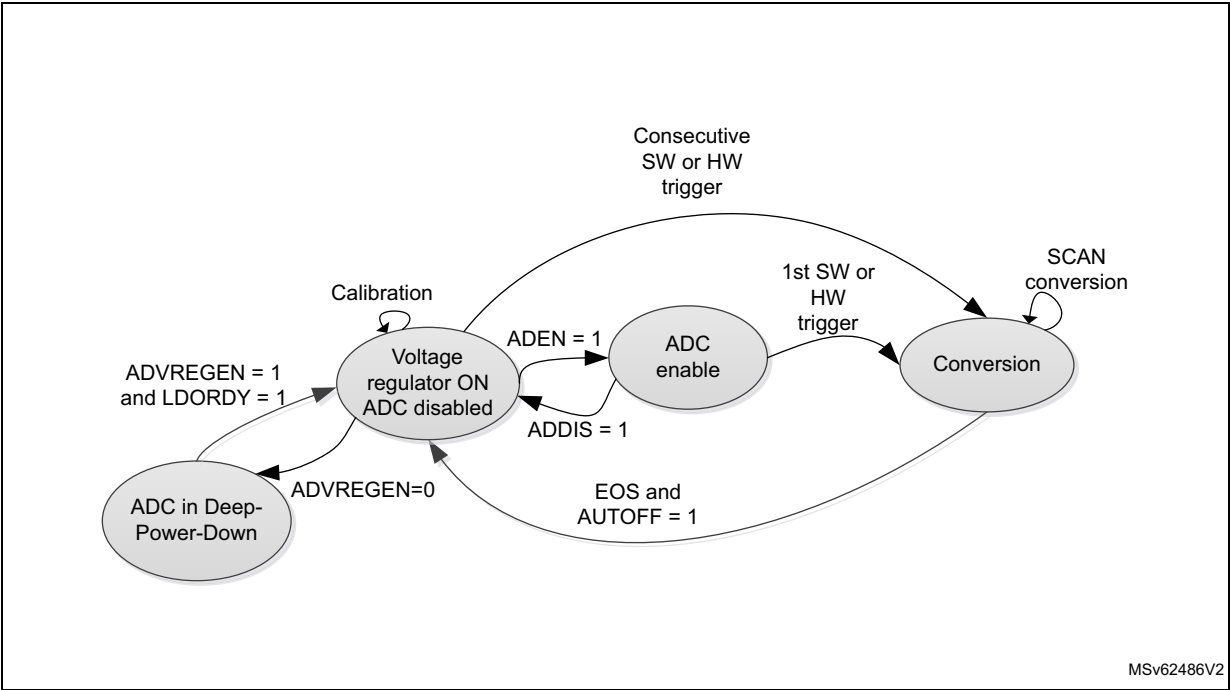 Consecutive
SW or HW
trigger
SCAN
conversion
1st SW or
HW
trigger
Calibration
ADEN = 1
ADC
enable
Conversion
Voltage
regulator ON
ADC disabled
ADVREGEN = 1
and LDORDY = 1
ADDIS = 1
ADVREGEN=0
EOS and
AUTOFF = 1
ADC in Deep-
Power-Down
MSv62486V2